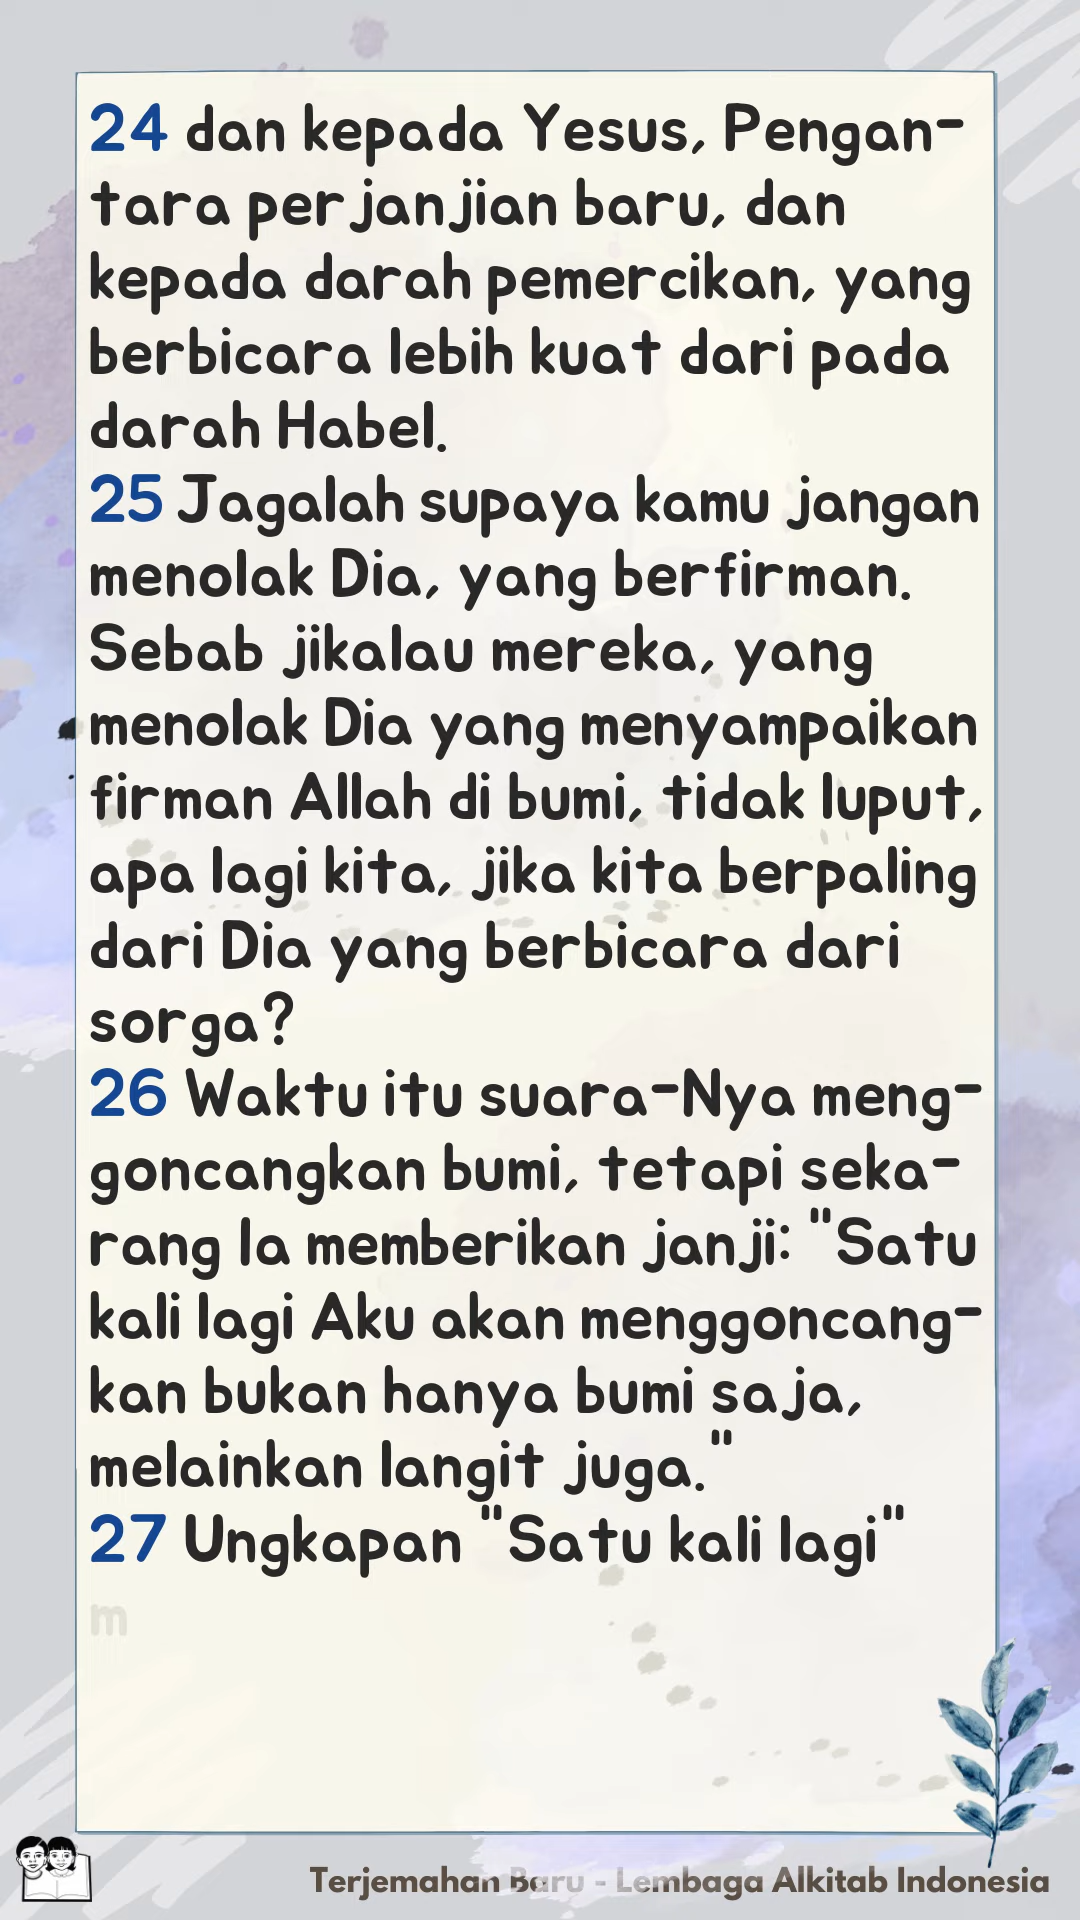 24 dan kepada Yesus, Pengan-
tara perjanjian baru, dan
kepada darah pemercikan, yang
berbicara lebih kuat dari pada
darah Habel.
25 Jagalah supaya kamu jangan
menolak Dia, yang berfirman.
Sebab jikalau mereka, yang
menolak Dia yang menyampaikan
firman Allah di bumi, tidak luput,
apa lagi kita, jika kita berpaling
dari Dia yang berbicara dari
sorga?
26 Waktu itu suara-Nya meng-
goncangkan bumi, tetapi seka-
rang Ia memberikan janji: "Satu
kali lagi Aku akan menggoncang-
kan bukan hanya bumi saja,
melainkan langit juga."
27 Ungkapan "Satu kali lagi"
m
Terjemahan Baru - Lembaga Alkitab Indonesia